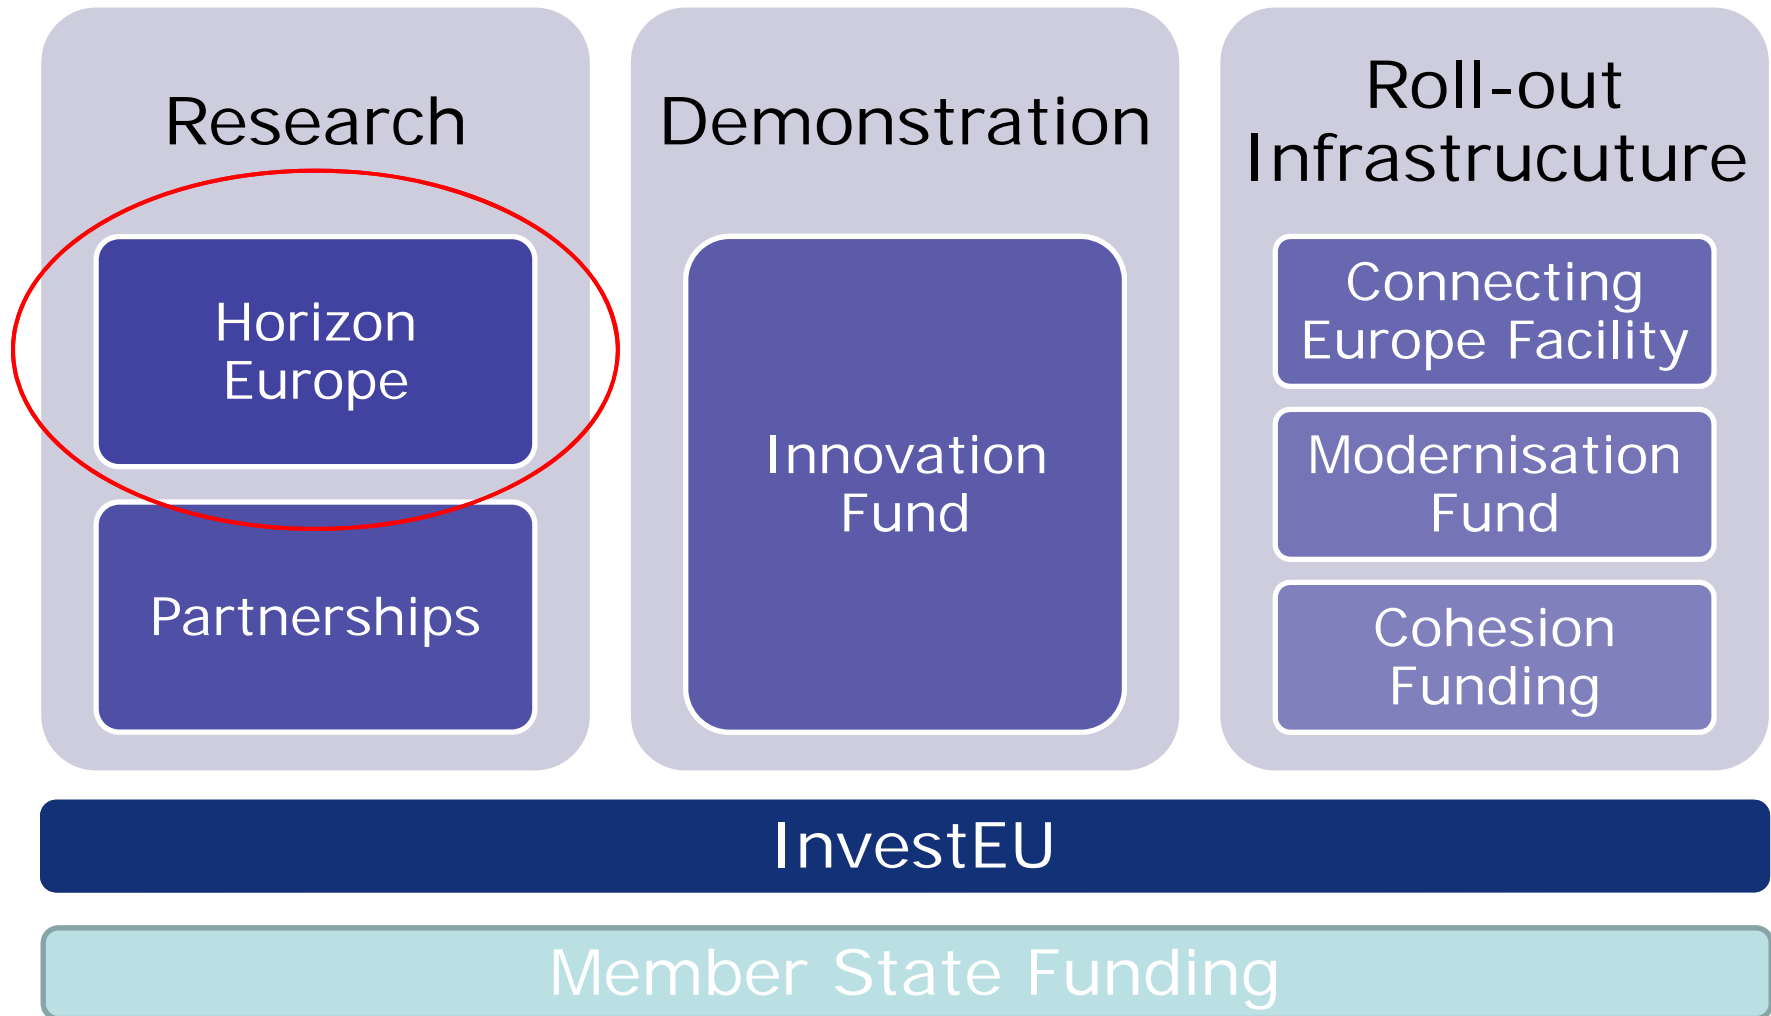 Research
Horizon
Europe
Partnerships
Demonstration
Innovation
Fund
Roll-out
Infrastrucuture
Connecting
Europe Facility
Modernisation
Fund
Cohesion
Funding
InvestEU
Member State Funding